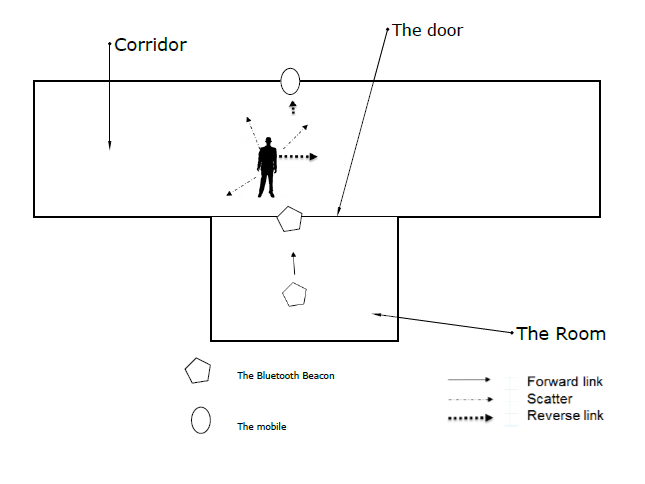 The door
Corridor
The Room
The Bluetooth Beacon
Forward link
Scatter
Reverse link
The mobile